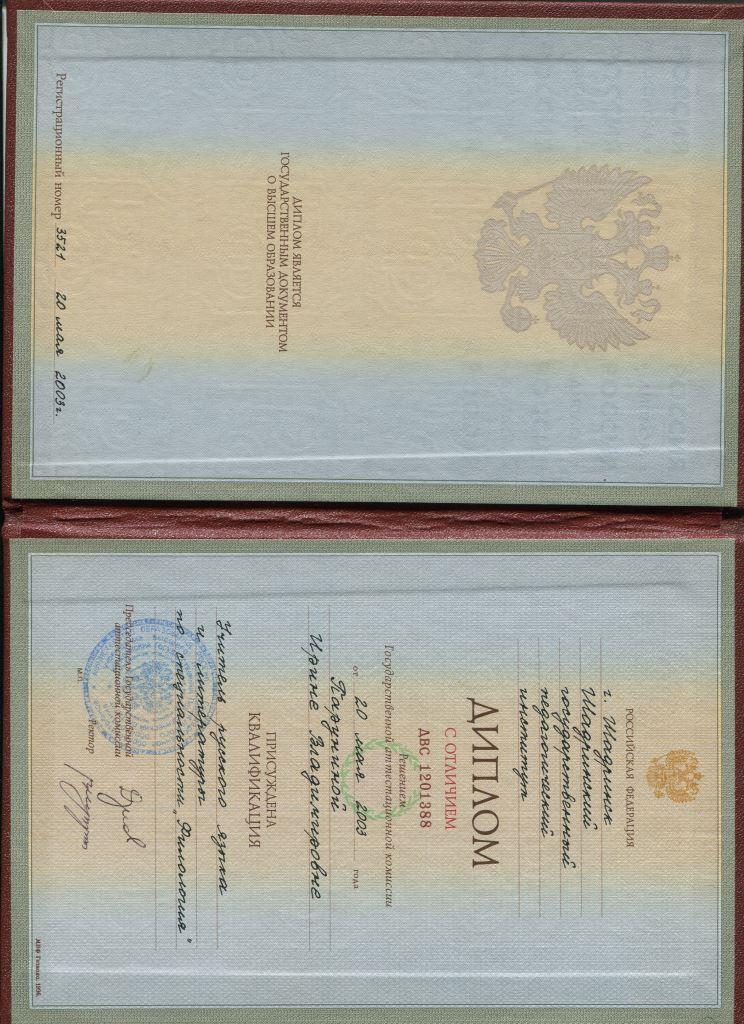 ДИПЛОМ ЯВЛЯЕТСЯ
ГОСУДАРСТВЕННЫМ ДОКУМЕНТОМ
О ВЫСШЕМ ОБРАЗОВАНИИ
Регистрационный номер 3521 20 мая 2003г.
РОССИЙСКАЯ ФЕДЕРАЦИЯ
г. Шадринск
Шадринский
государственный
педагогический
институт
ДИПЛОМ
С ОТЛИЧИЕМ
АВС 1201388
Решением
Государственной аттестационной комиссии
от 20 мая 2003 года
Паруниной
Ирине Владимировне
ПРИСУЖДЕНА
КВАЛИФИКАЦИЯ
Учитель русского языка
и литературы
по специальности „Филология"
Председатель Государственной
аттестационной комиссии
Ректор
М.П.